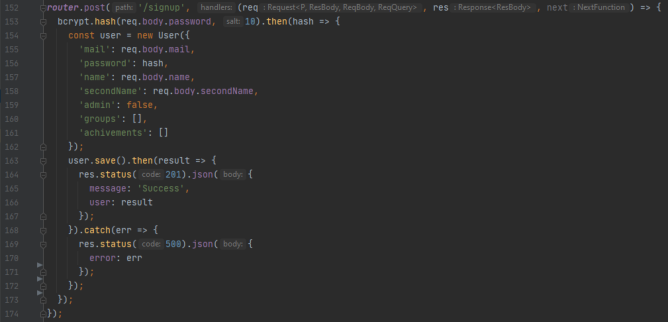 152 router.post( path: '/signup', handlers: (req : Request<P, ResBody, ReqBody, ReqQuery> , res : Response<ResBody> , next : NextFunction ) => {
153 bcrypt.hash(req.body.password, salt: 10).then(hash => {
154 const user = new User({
155 'mail': req.body.mail,
156 'password': hash,
157 'name': req.body.name,
158 'secondName': req.body.secondName,
159 'admin': false,
160 'groups': [],
161 'achivements': []
162 });
163 user.save().then(result => {
164 res.status( code: 201).json( body: {
165 message: 'Success',
166 user: result
167 });
168 }).catch(err => {
169 res.status( code: 500).json( body: {
170 error: err
171 });
172 });
173 });
174 });